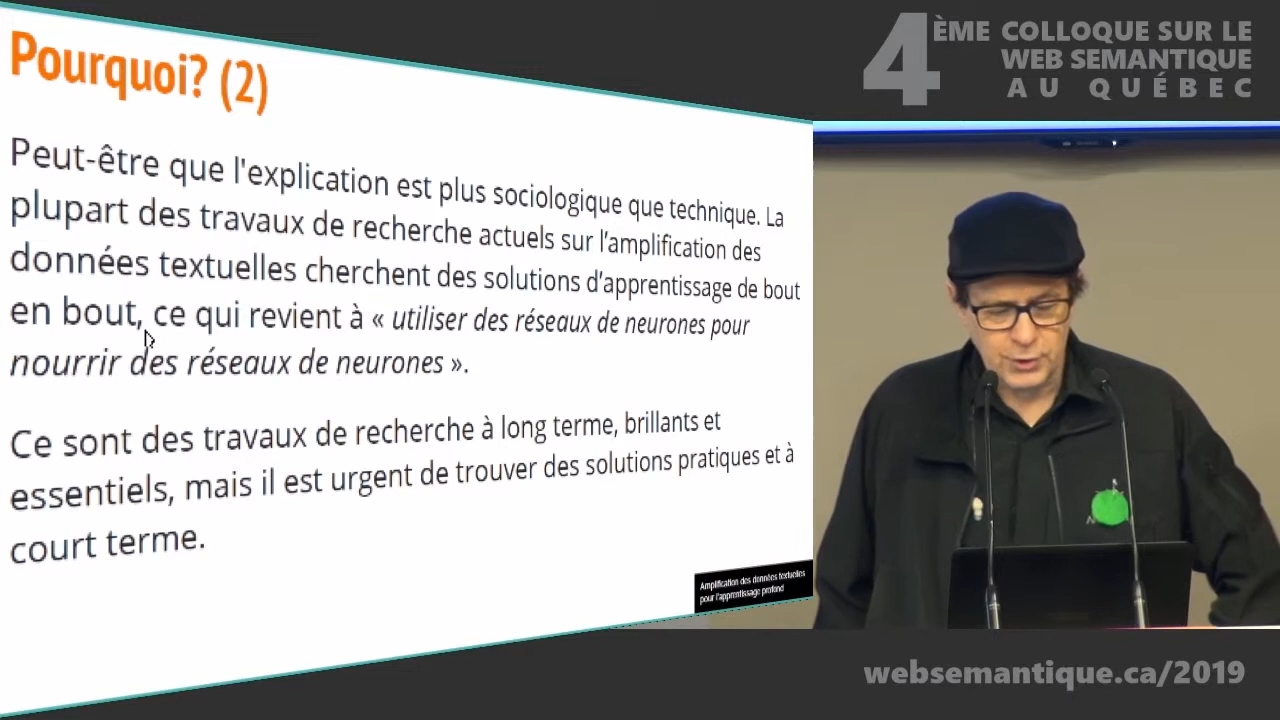 Pourquoi? (2)
Peut-être que l'explication est plus sociologique que technique. La
plupart des travaux de recherche actuels sur l’amplification des
données textuelles cherchent des solutions d’apprentissage de bout
en bout, ce qui revient à « utiliser des réseaux de neurones pour
nourrir des réseaux de neurones ».
Ce sont des travaux de recherche à long terme, brillants et
essentiels, mais il est urgent de trouver des solutions pratiques et à
court terme.
Amplification des données textuelles
pour l'apprentissage profond
4ÈME COLLOQUE SUR LE
WEB SEMANTIQUE
AU QUÉBEC
websemantique.ca/2019